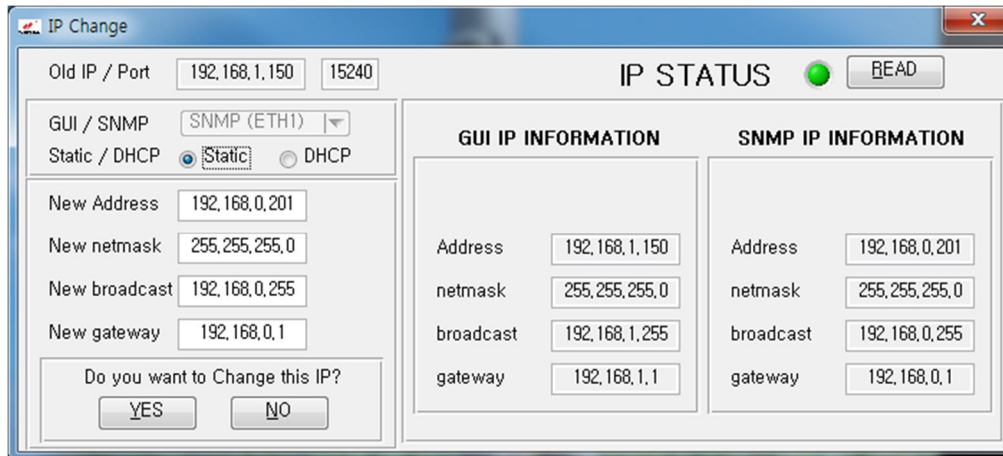 IP Change
Old IP / Port 192,168,1,150 15240
IP STATUS READ
GUI / SNMP SNMP (ETH1)
Static / DHCP Static DHCP
New Address 192,168,0,201
New netmask 255,255,255,0
New broadcast 192,168,0,255
New gateway 192,168,0,1
Do you want to Change this IP?
YES NO
GUI IP INFORMATION
Address 192,168,1,150
netmask 255,255,255,0
broadcast 192,168,1,255
gateway 192,168,1,1
SNMP IP INFORMATION
Address 192,168,0,201
netmask 255,255,255,0
broadcast 192,168,0,255
gateway 192,168,0,1